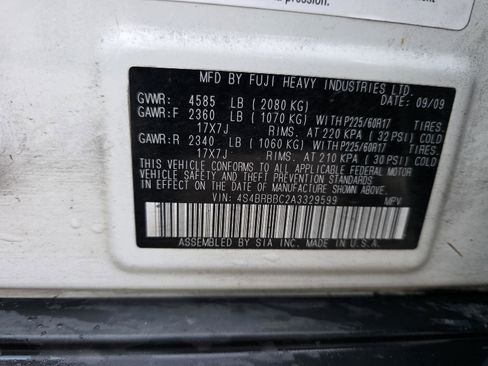 pression.
MFD BY FUJI HEAVY INDUSTRIES LTD.
GVWR: 4585 LB ( 2080 KG) DATE: 09/09
GAWR:F 2360 LB ( 1070 KG) WITH P225/60R17 TIRES.
17X7J RIMS. AT 220 KPA ( 32 PSI) COLD.
GAWR:R 2340 LB ( 1060 KG) WITH P225/60R17 TIRES.
17X7J RIMS. AT 210 KPA ( 30 PSI) COLD.
THIS VEHICLE CONFORMS TO ALL APPLICABLE FEDERAL MOTOR
VEHICLE SAFETY AND THEFT PREVENTION STANDARDS
IN EFFECT ON THE DATE OF MANUFACTURE SHOWN ABOVE.
VIN: 4S4BRBBC2A3329599 MPV
ASSEMBLED BY SIA INC. MADE IN U.S.A.